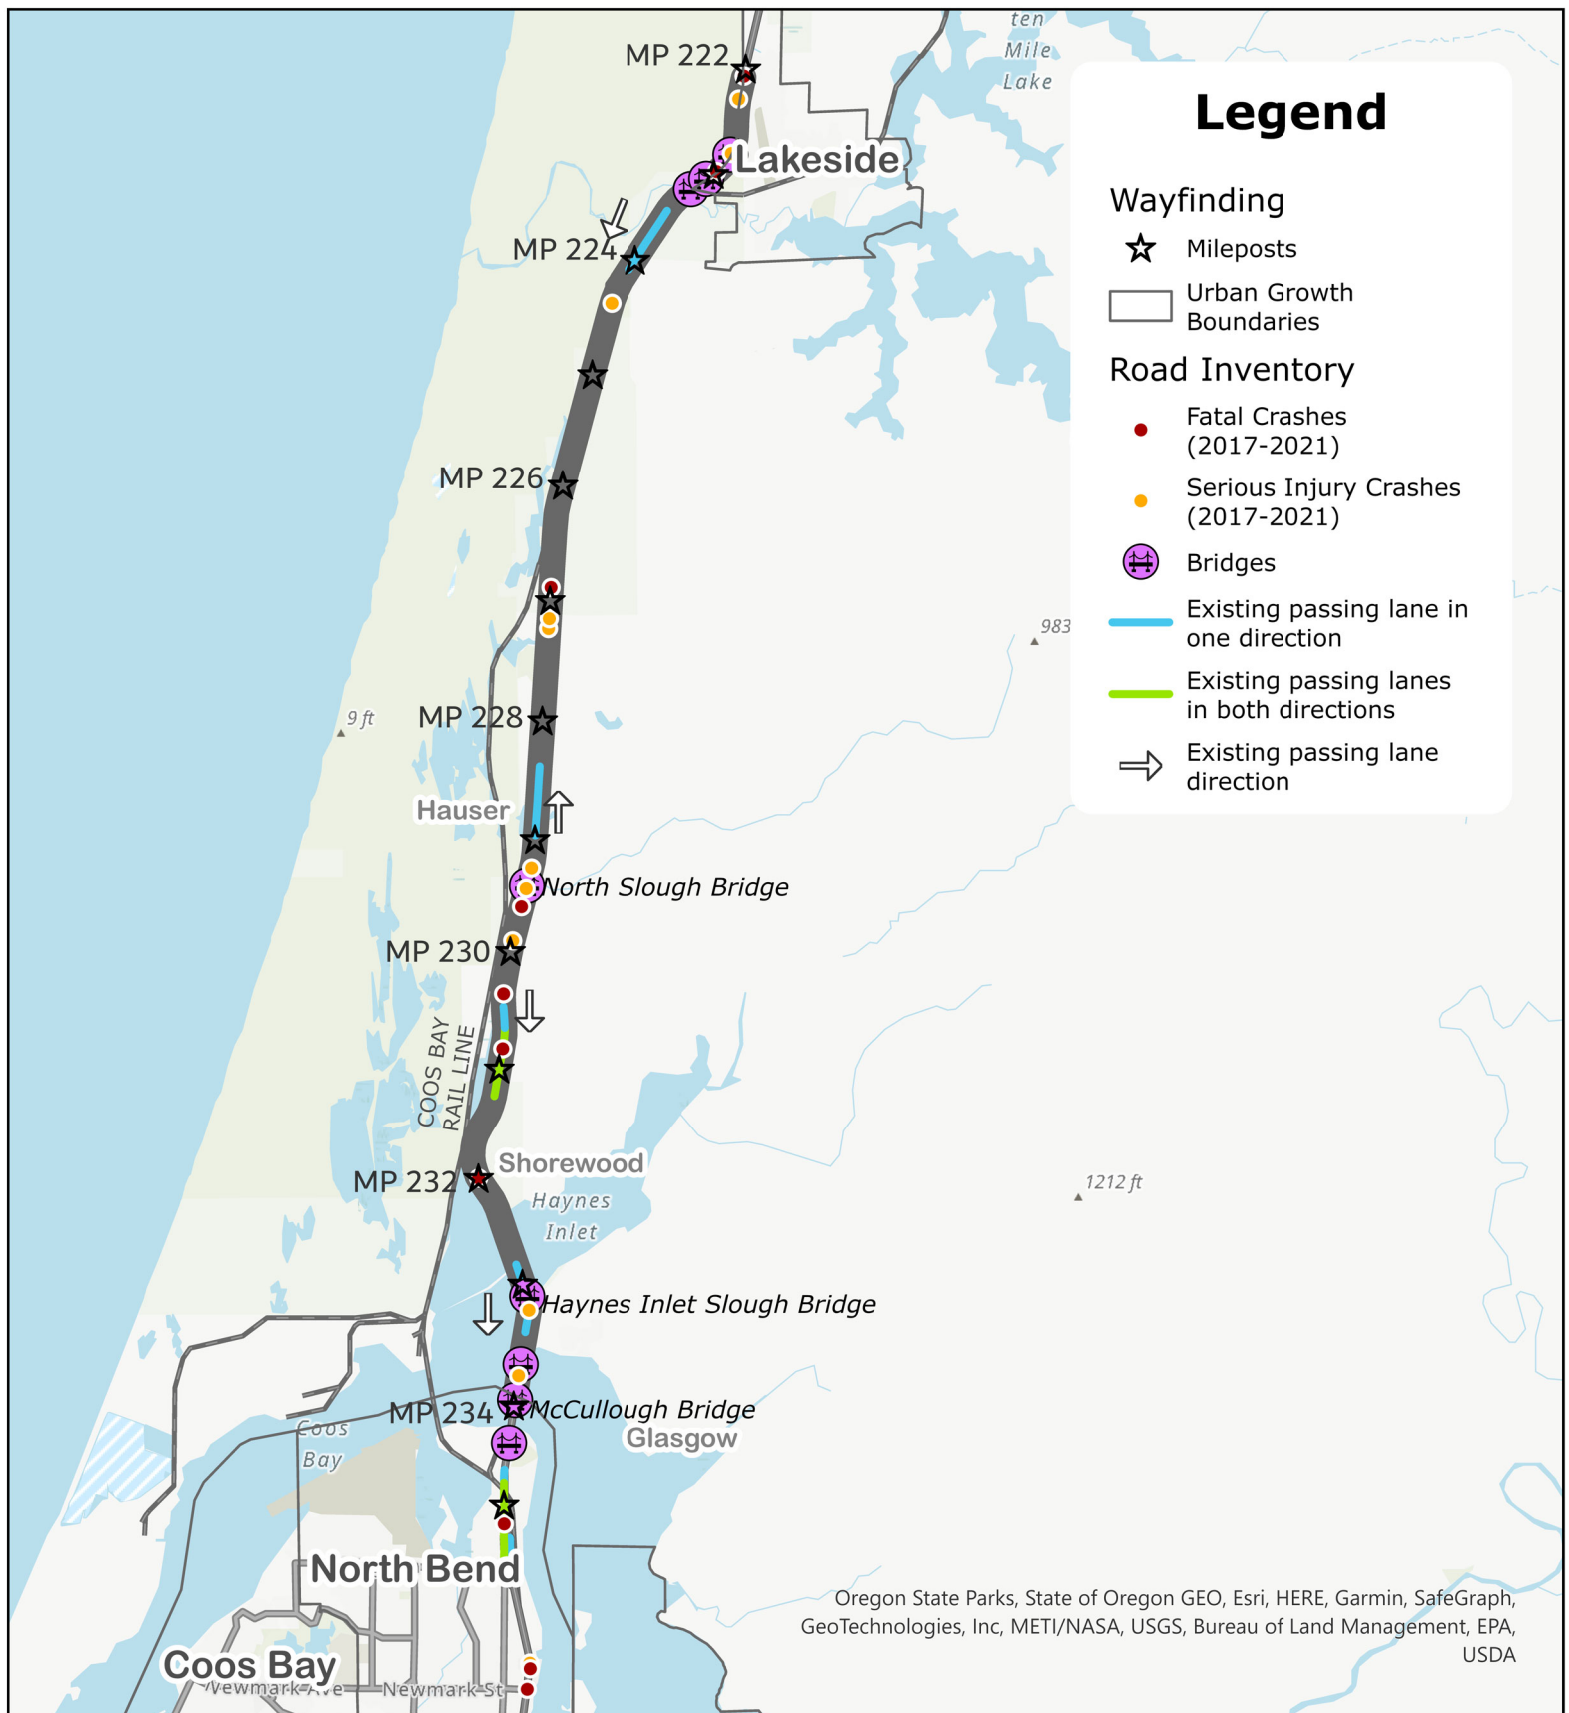 ten
Mile
Lake
MP 222
Lakeside
MP 224
MP 226
983
9 ft
MP 228
Hauser
North Slough Bridge
MP 230
COOS BAY
RAIL LINE
Shorewood
MP 232
1212 ft
Haynes
Inlet
Haynes Inlet Slough Bridge
MP 234
McCullough Bridge
Glasgow
Coos
Bay
North Bend
Coos Bay
Newmark Ave
Newmark St
Legend
Wayfinding
Mileposts
Urban Growth
Boundaries
Road Inventory
Fatal Crashes
(2017-2021)
Serious Injury Crashes
(2017-2021)
Bridges
Existing passing lane in
one direction
Existing passing lanes
in both directions
Existing passing lane
direction
Oregon State Parks, State of Oregon GEO, Esri, HERE, Garmin, SafeGraph,
GeoTechnologies, Inc, METI/NASA, USGS, Bureau of Land Management, EPA,
USDA